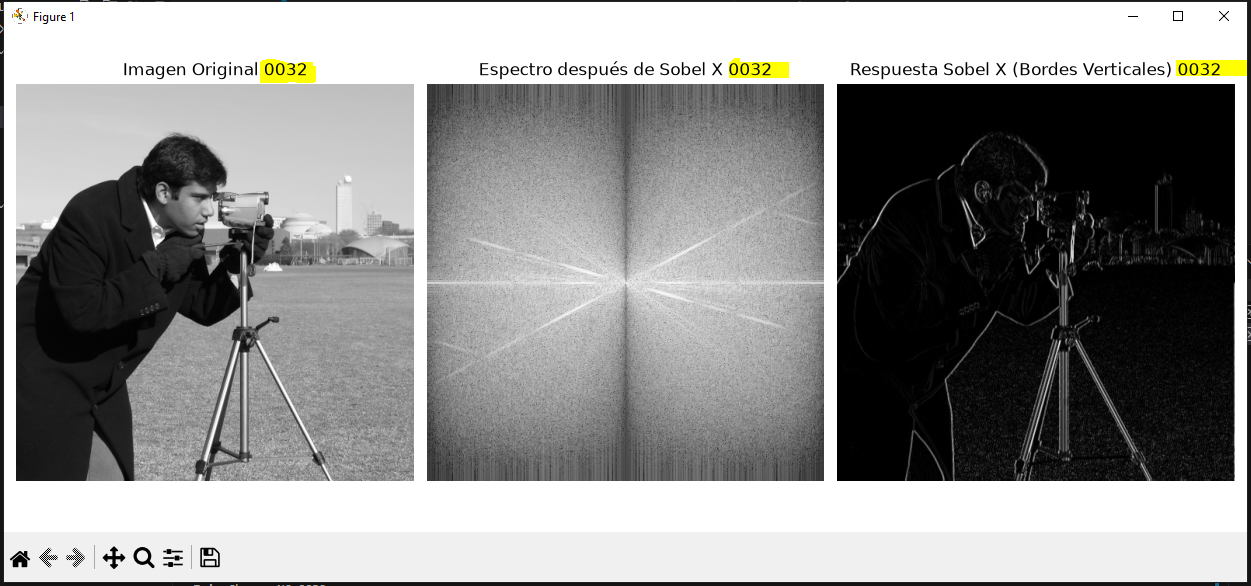 Figure 1
Imagen Original 0032
Espectro después de Sobel X 0032
Respuesta Sobel X (Bordes Verticales) 0032